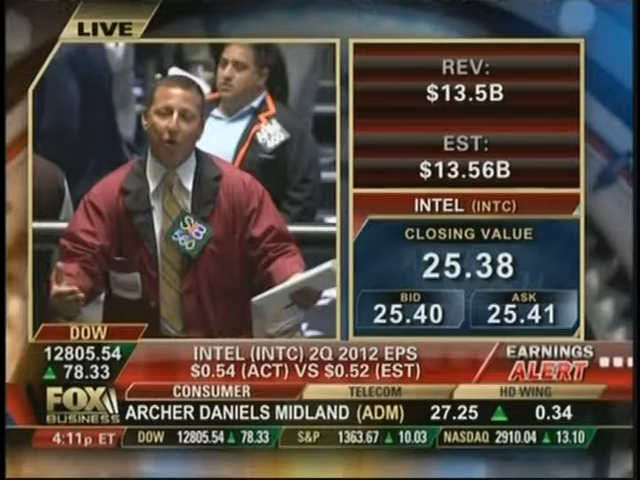 LIVE
REV:
$13.5B
EST:
$13.56B
INTEL (INTC)
CLOSING VALUE
25.38
BID
25.40
ASK
25.41
DOW
12805.54
▲ 78.33
INTEL (INTC) 2Q 2012 EPS
$0.54 (ACT) VS $0.52 (EST)
EARNINGS
ALERT
CONSUMER TELECOM HD WING
FOX
BUSINESS
ARCHER DANIELS MIDLAND (ADM) 27.25 ▲ 0.34
4:11p ET DOW 12805.54 ▲ 78.33 S&P 1363.67 ▲ 10.03 NASDAQ 2910.04 ▲ 13.10